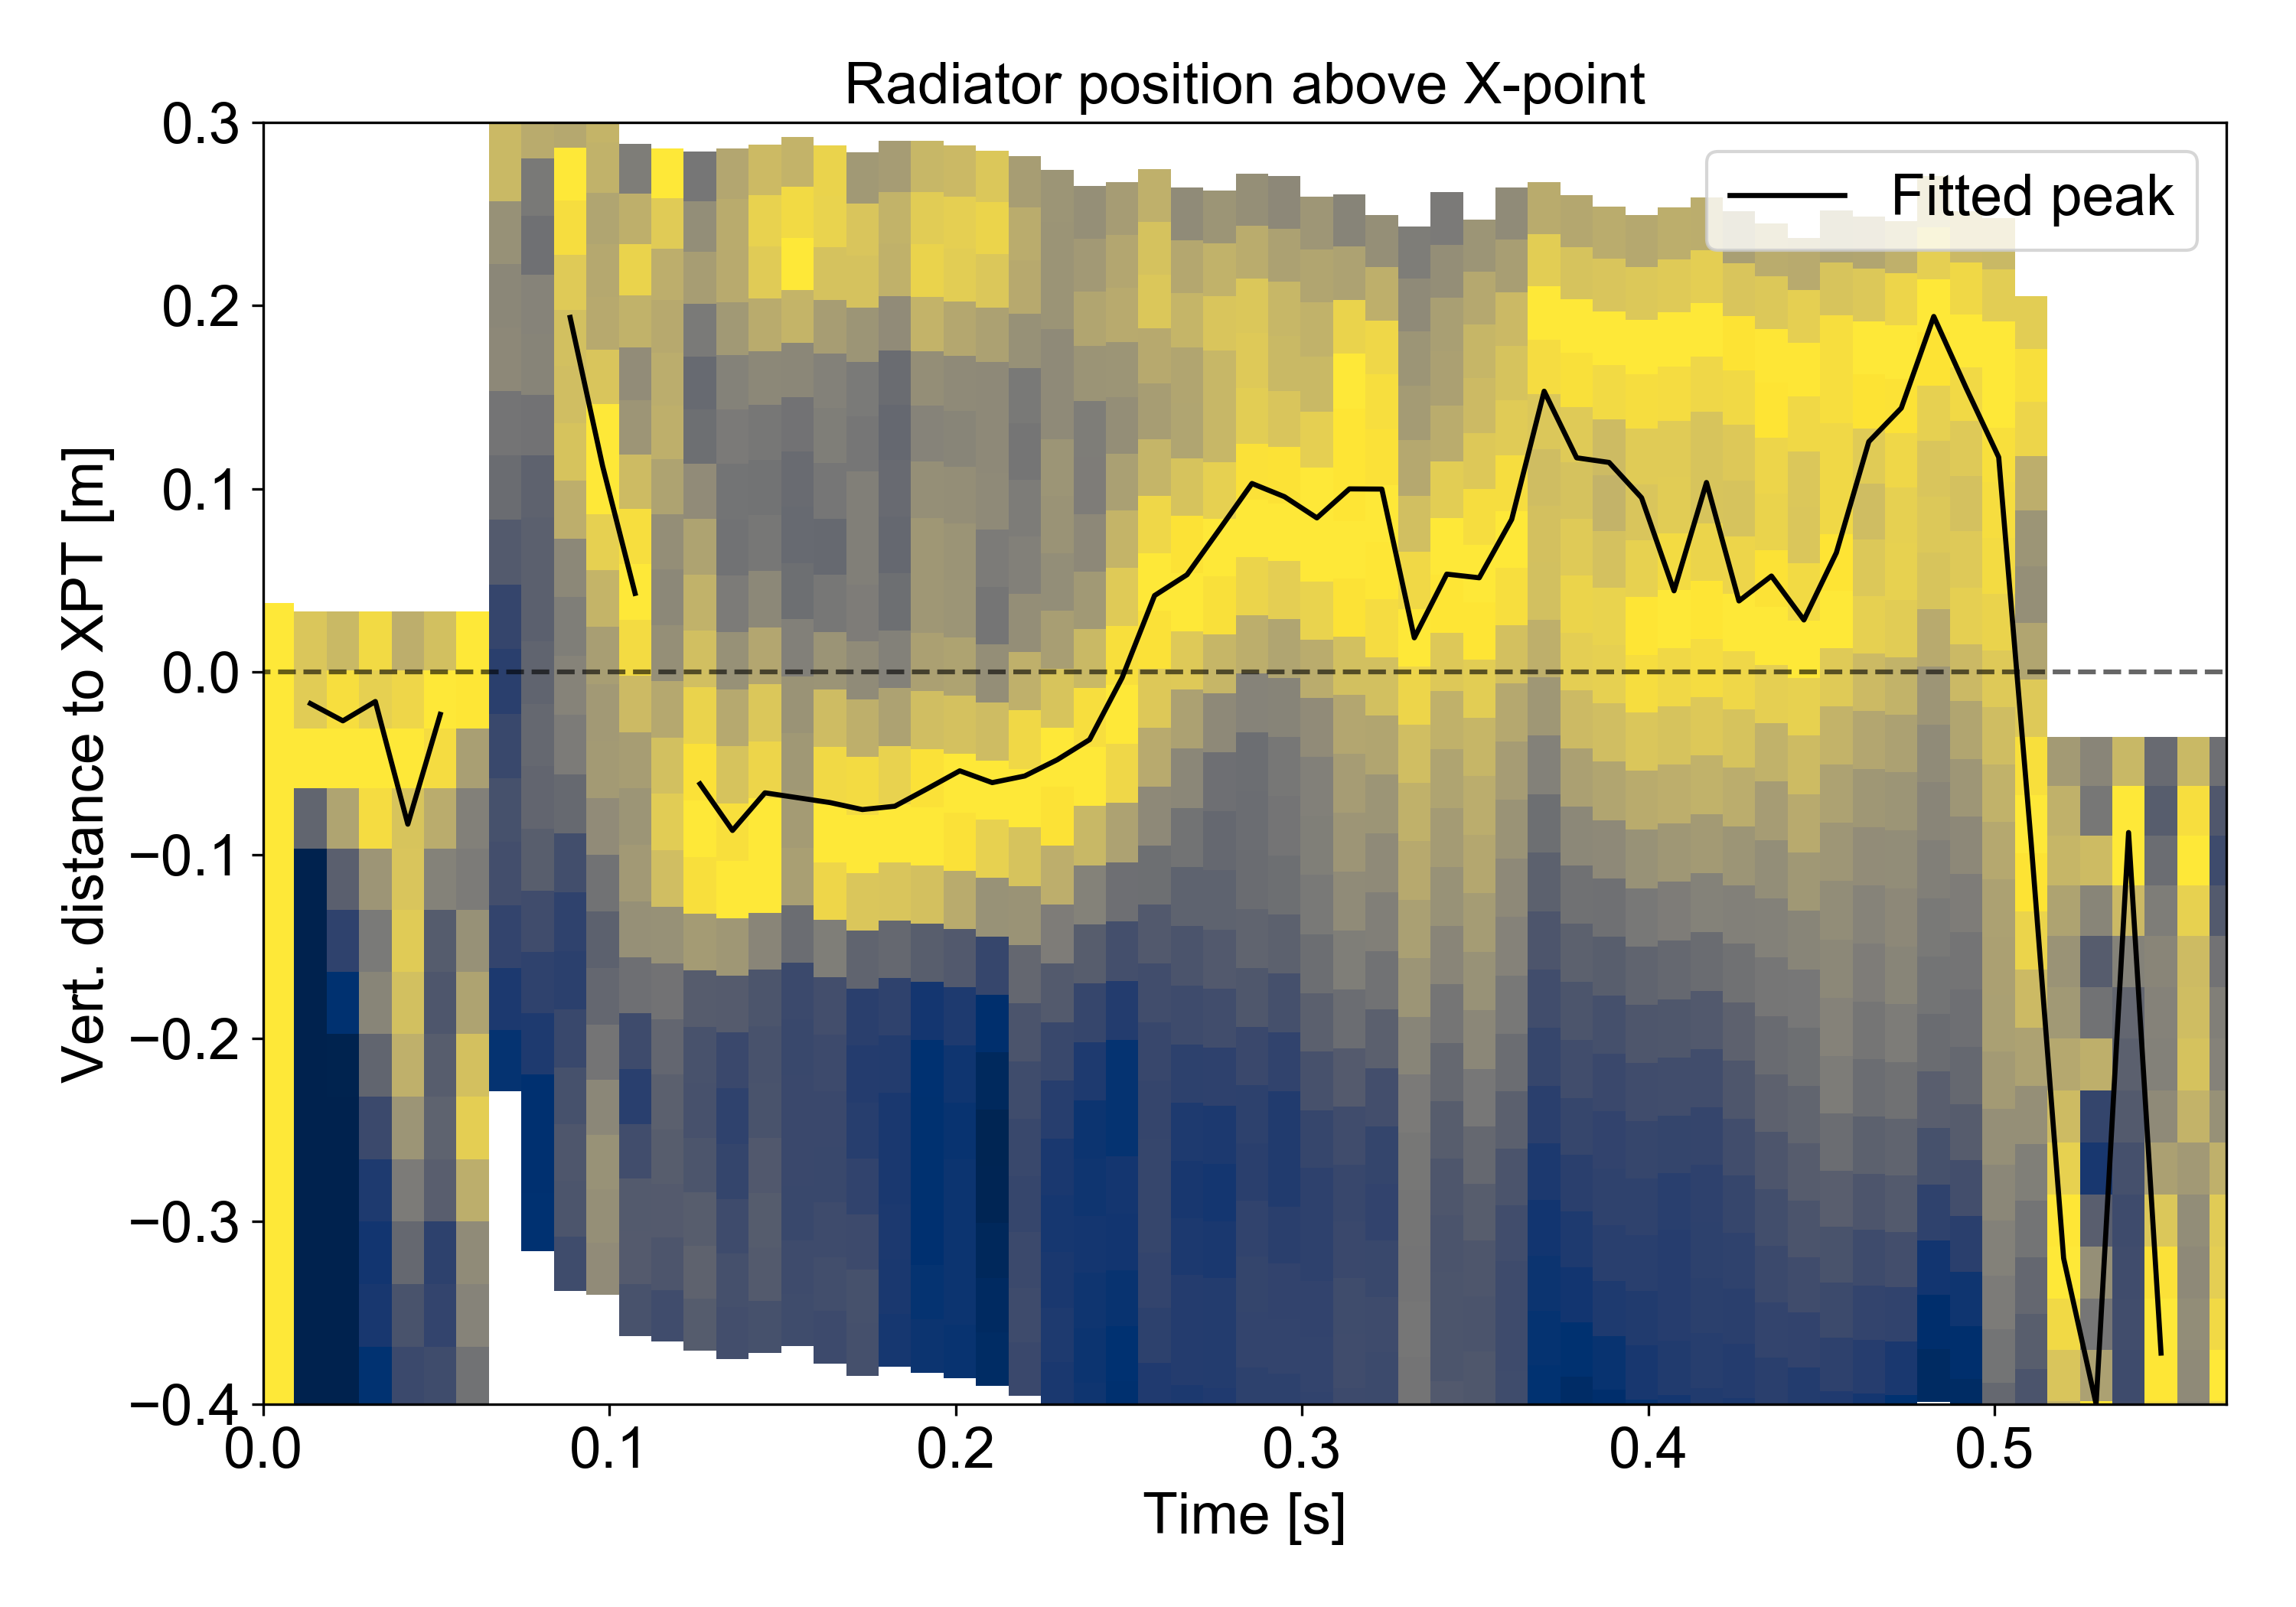 Radiator position above X-point
Fitted peak
Vert. distance to XPT [m]
0.3
0.2
0.1
0.0
−0.1
−0.2
−0.3
−0.4
0.0 0.1 0.2 0.3 0.4 0.5
Time [s]